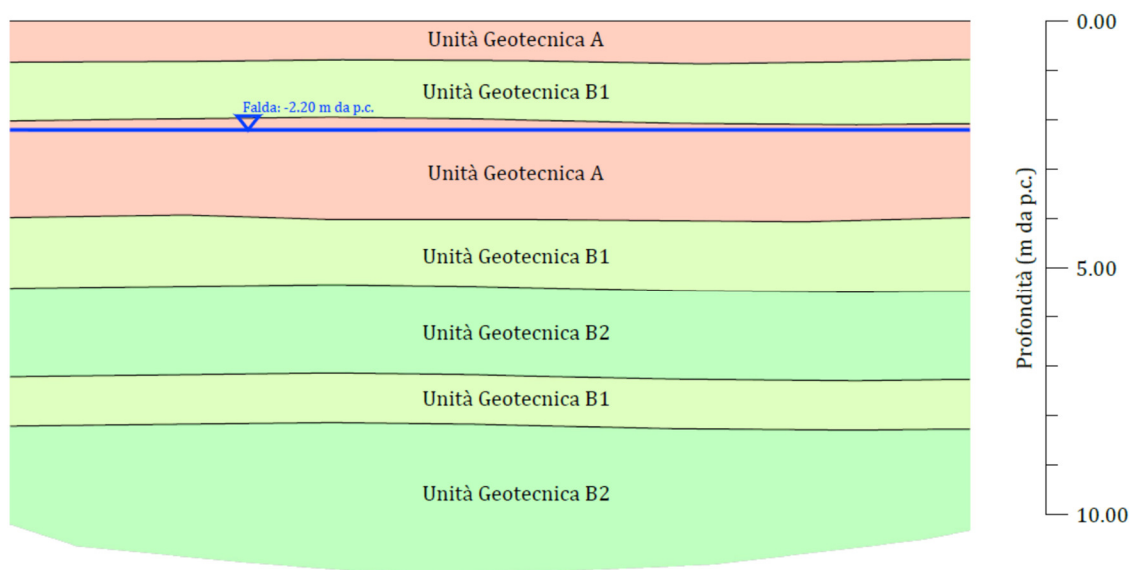 0.00
Unità Geotecnica A
Unità Geotecnica B1
Falda: -2.20 m da p.c.
Unità Geotecnica A
Unità Geotecnica B1
5.00
Profondità (m da p.c.)
Unità Geotecnica B2
Unità Geotecnica B1
Unità Geotecnica B2
10.00